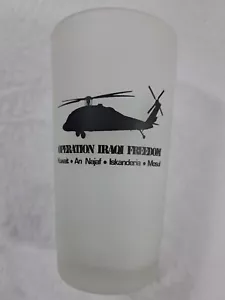 OPERATION IRAQI FREEDOM
Kuwait • An Najaf • Iskanderia • Mosul